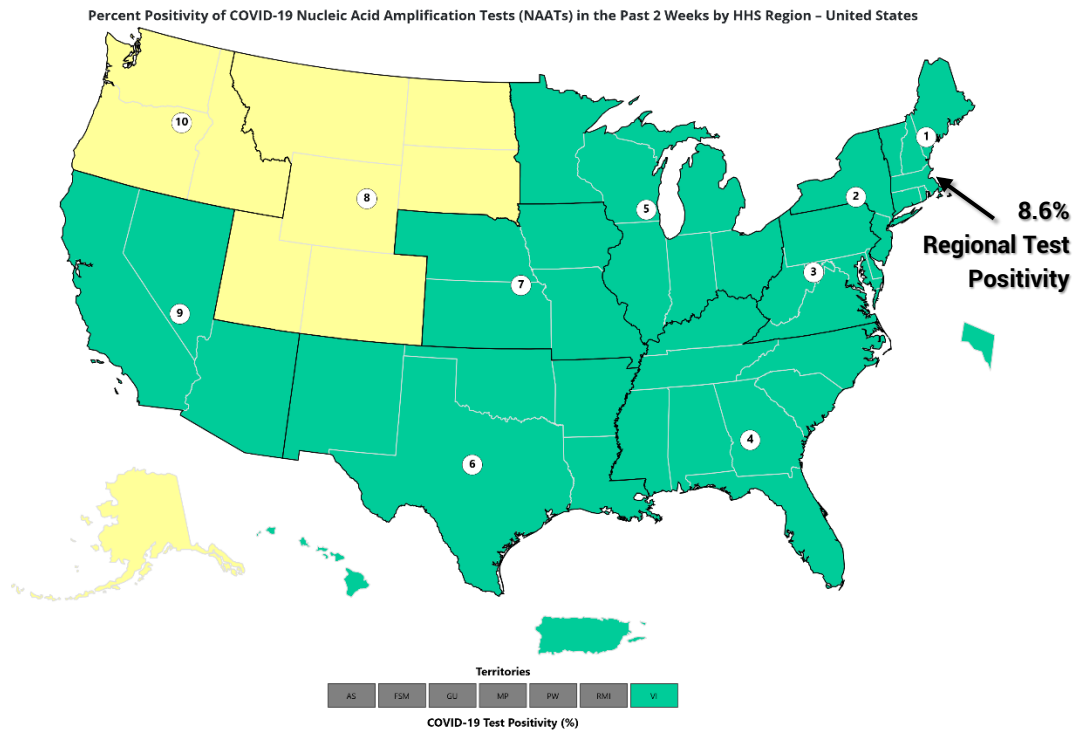 Percent Positivity of COVID-19 Nucleic Acid Amplification Tests (NAATs) in the Past 2 Weeks by HHS Region – United States
10
1
8
2
5
8.6%
Regional Test
Positivity
3
7
9
4
6
Territories
AS FSM GU MP PW RMI VI
COVID-19 Test Positivity (%)